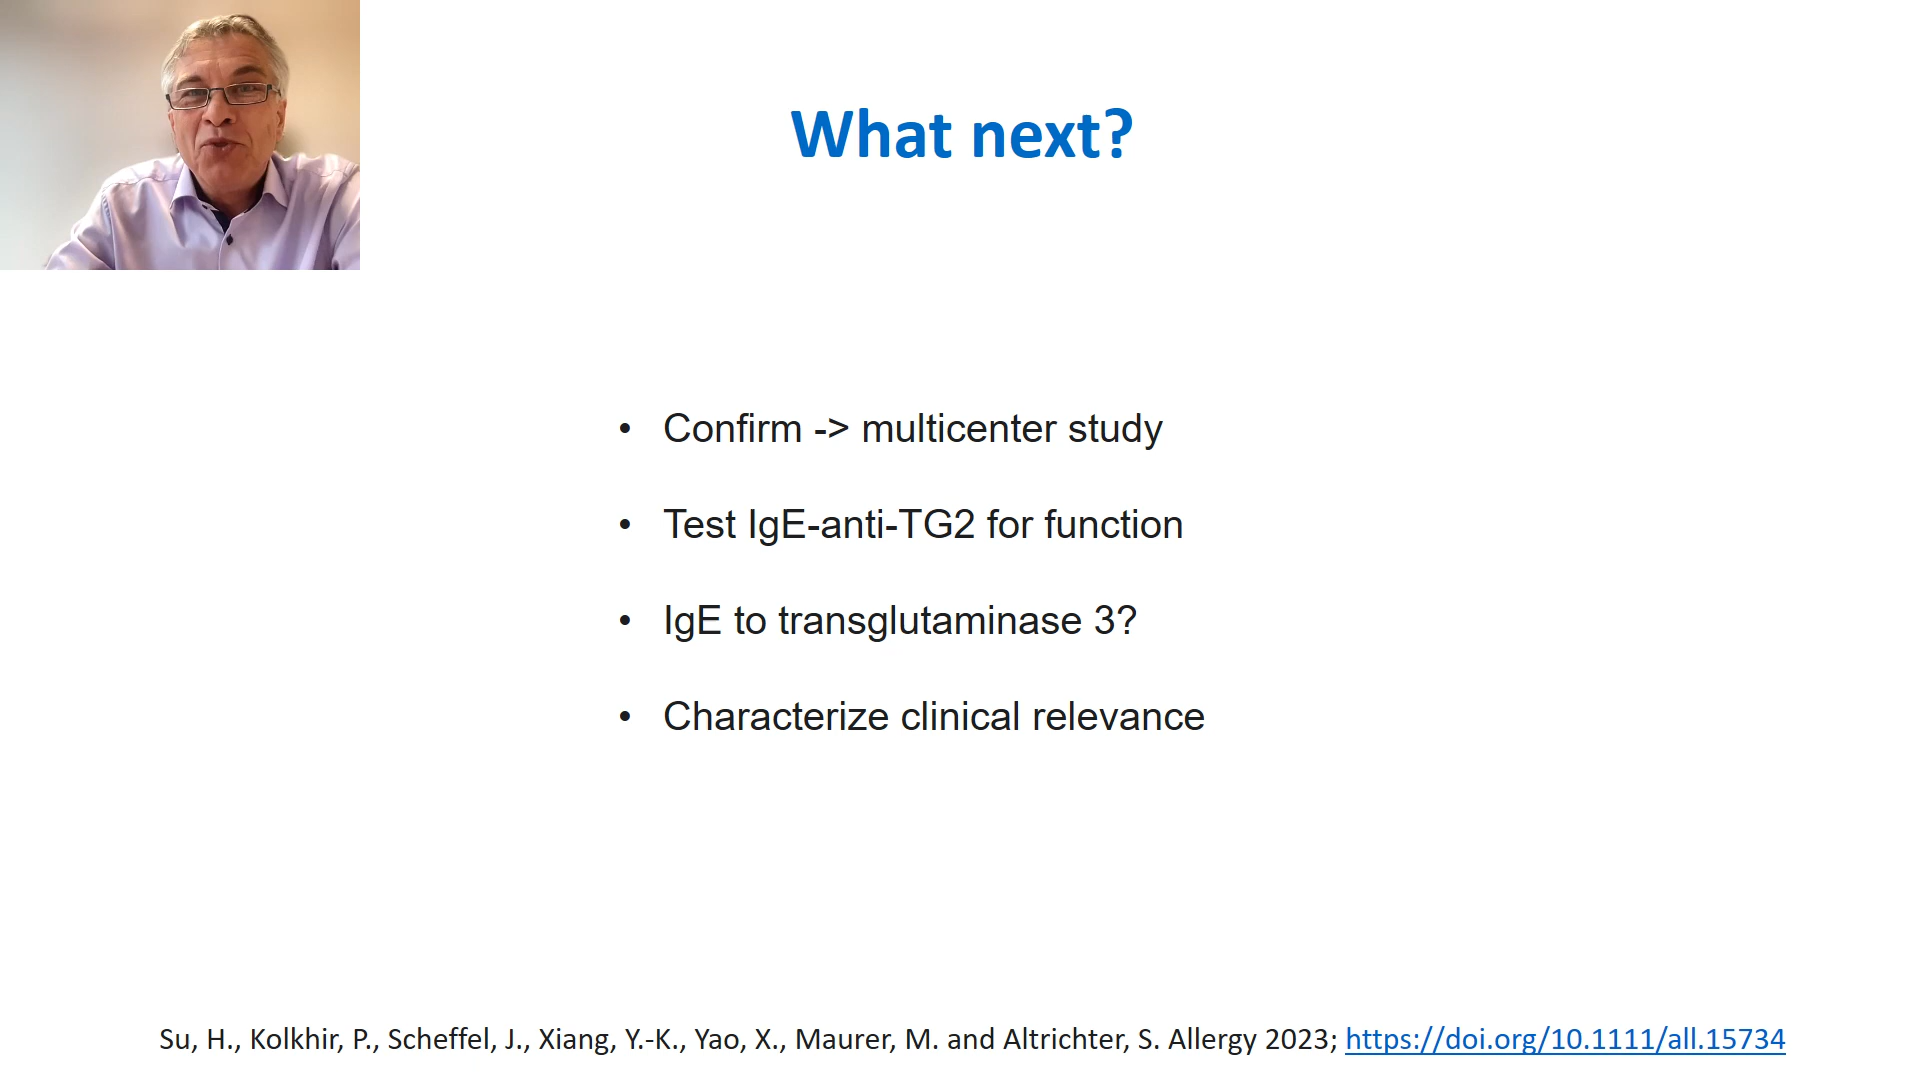 What next?
• Confirm -> multicenter study
• Test IgE-anti-TG2 for function
• IgE to transglutaminase 3?
• Characterize clinical relevance
Su, H., Kolkhir, P., Scheffel, J., Xiang, Y.-K., Yao, X., Maurer, M. and Altrichter, S. Allergy 2023; https://doi.org/10.1111/all.15734